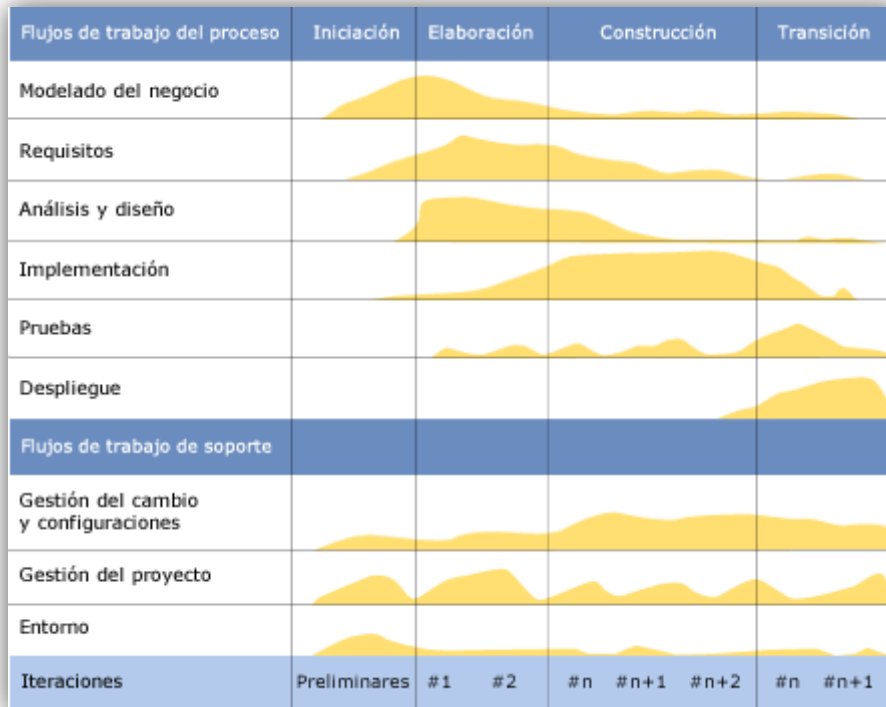 Flujos de trabajo del proceso Iniciación Elaboración Construcción Transición
Modelado del negocio
Requisitos
Análisis y diseño
Implementación
Pruebas
Despliegue
Flujos de trabajo de soporte
Gestión del cambio
y configuraciones
Gestión del proyecto
Entorno
Iteraciones Preliminares #1 #2 #n #n+1 #n+2 #n #n+1